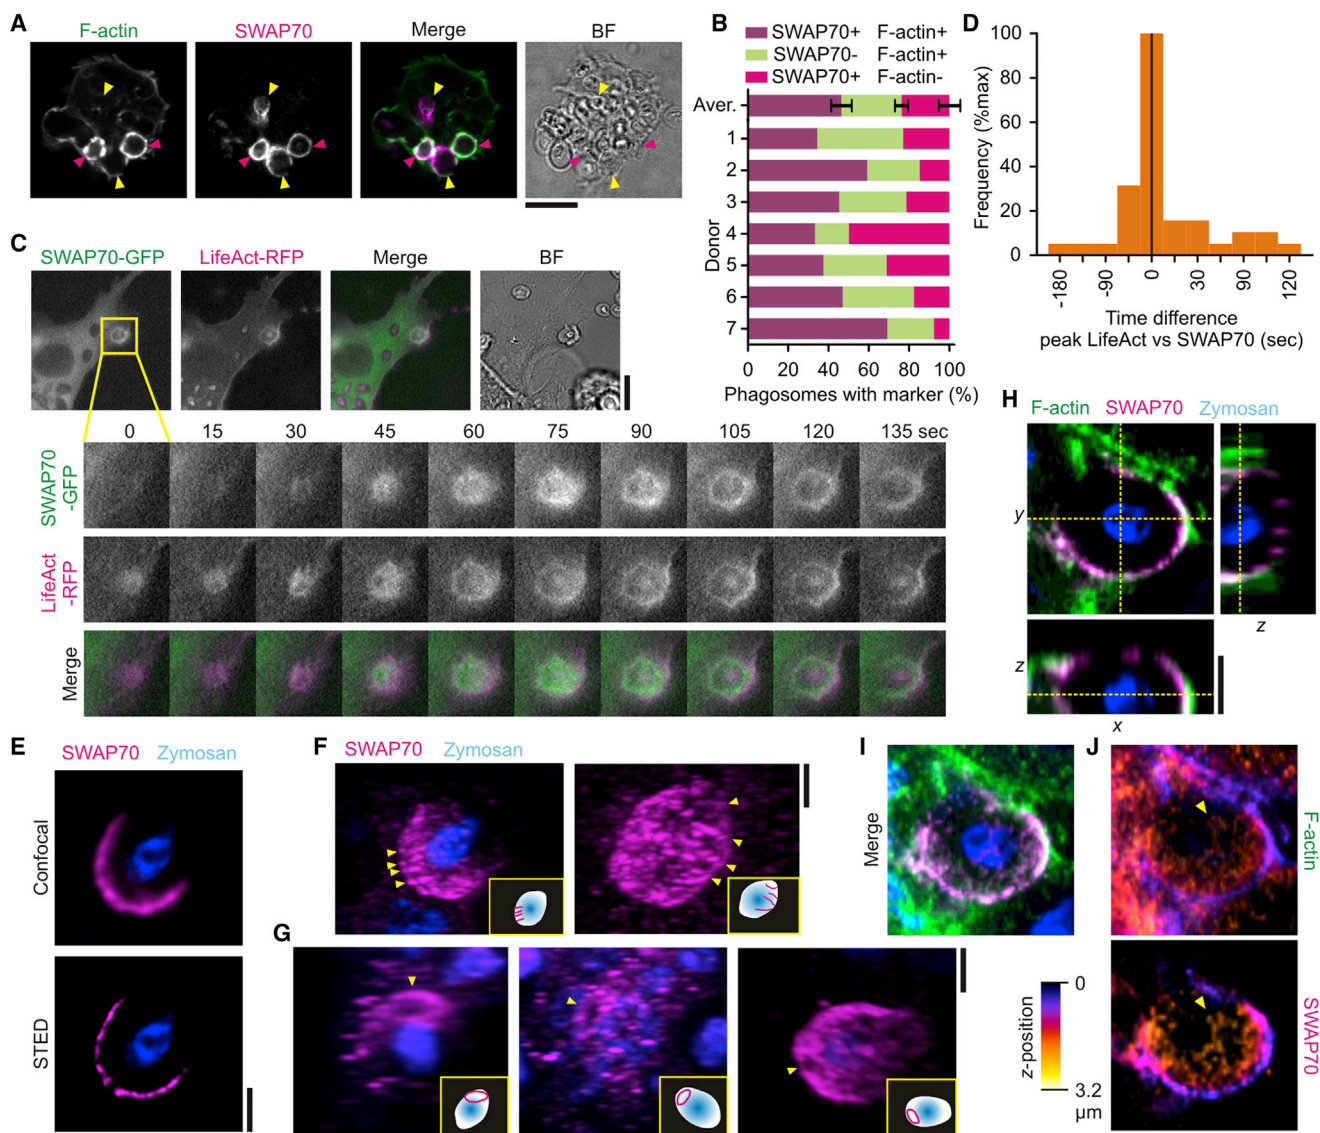 A
F-actin
SWAP70
Merge
BF
B
SWAP70+ F-actin+
SWAP70- F-actin+
SWAP70+ F-actin-
Aver.
1
2
3
4
5
6
7
Donor
0 20 40 60 80 100
Phagosomes with marker (%)
D
Frequency (%max)
100
80
60
40
20
0
-180 -90 0 30 90 120
Time difference
peak LifeAct vs SWAP70 (sec)
C
SWAP70-GFP
LifeAct-RFP
Merge
BF
0 15 30 45 60 75 90 105 120 135 sec
SWAP70
-GFP
LifeAct
-RFP
Merge
H
F-actin SWAP70 Zymosan
y
z
z
x
E
SWAP70 Zymosan
Confocal
STED
F
SWAP70 Zymosan
G
I
Merge
J
F-actin
SWAP70
z-position
0
3.2
µm